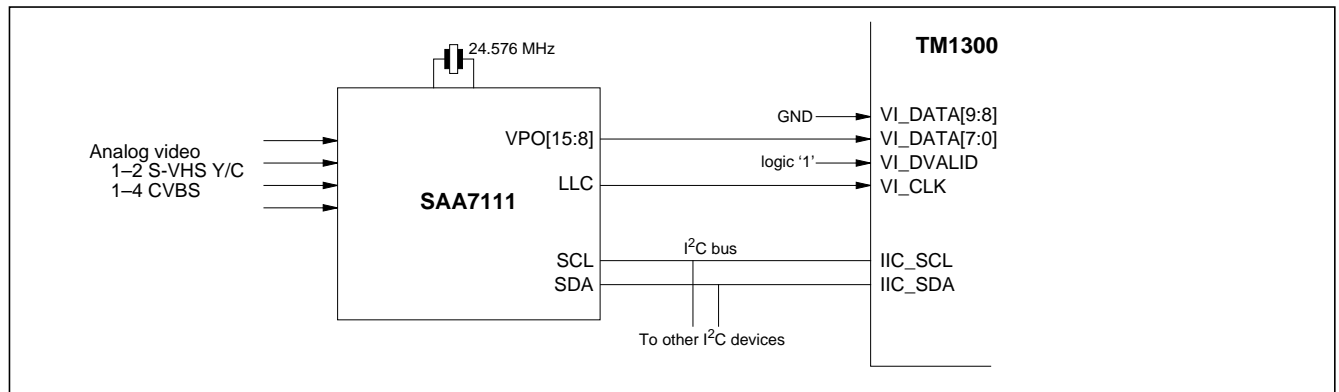 24.576 MHz
TM1300
Analog video
1–2 S-VHS Y/C
1–4 CVBS
SAA7111
VPO[15:8]
LLC
SCL
SDA
GND
logic ‘1’
I²C bus
To other I²C devices
VI_DATA[9:8]
VI_DATA[7:0]
VI_DVALID
VI_CLK
IIC_SCL
IIC_SDA